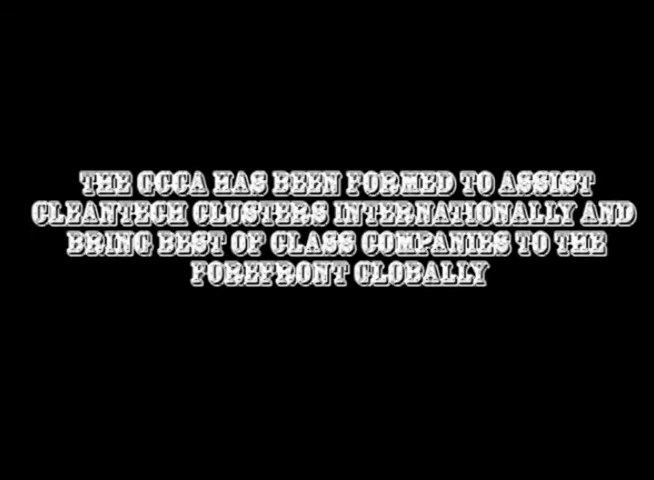 THE GCCA HAS BEEN FORMED TO ASSIST
CLEANTECH CLUSTERS INTERNATIONALLY AND
BRING BEST OF CLASS COMPANIES TO THE
FOREFRONT GLOBALLY